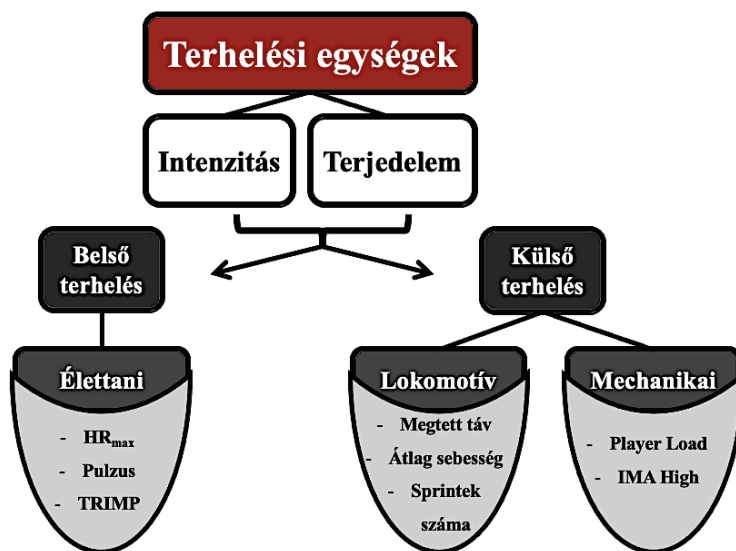 Terhelési egységek
Intenzitás
Terjedelem
Belső
terhelés
Külső
terhelés
Élettani
- HRmax
- Pulzus
- TRIMP
Lokomotív
- Megtett táv
- Átlag sebesség
- Sprintek
száma
Mechanikai
- Player Load
- IMA High